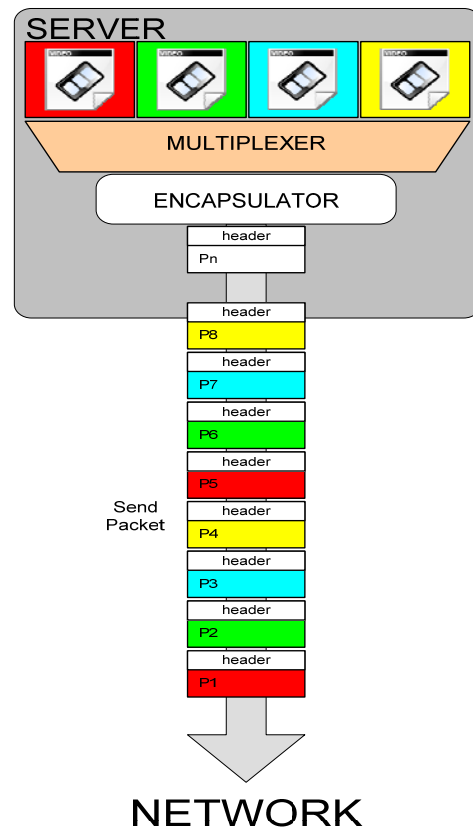 SERVER
VIDEO VIDEO VIDEO VIDEO
MULTIPLEXER
ENCAPSULATOR
header
Pn
header
P8
header
P7
header
P6
header
P5
Send
Packet
header
P4
header
P3
header
P2
header
P1
NETWORK